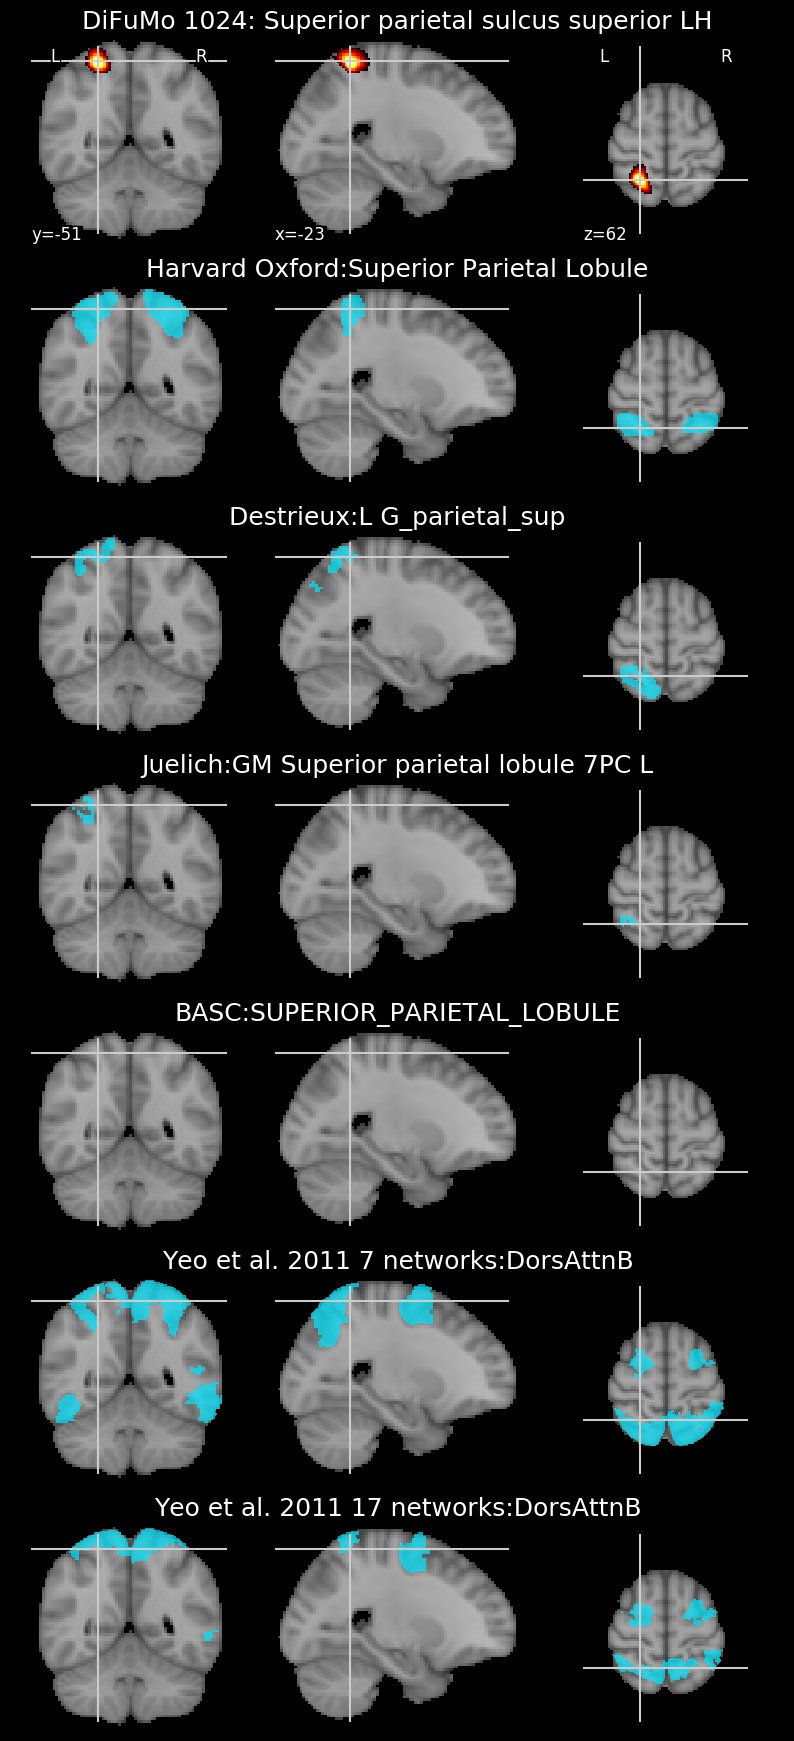 DiFuMo 1024: Superior parietal sulcus superior LH
L R L R
y=-51 x=-23 z=62
Harvard Oxford:Superior Parietal Lobule
Destrieux:L G_parietal_sup
Juelich:GM Superior parietal lobule 7PC L
BASC:SUPERIOR_PARIETAL_LOBULE
Yeo et al. 2011 7 networks:DorsAttnB
Yeo et al. 2011 17 networks:DorsAttnB